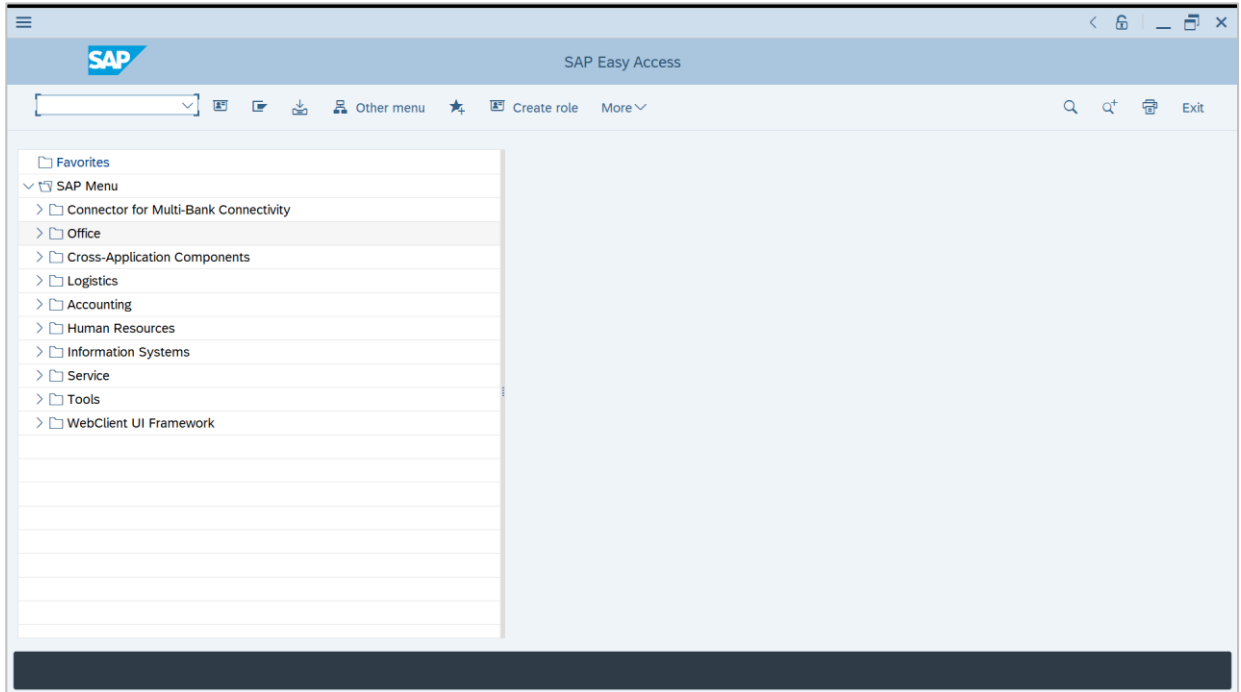 SAP
SAP Easy Access
Other menu Create role More Exit
Favorites
SAP Menu
Connector for Multi-Bank Connectivity
Office
Cross-Application Components
Logistics
Accounting
Human Resources
Information Systems
Service
Tools
WebClient UI Framework